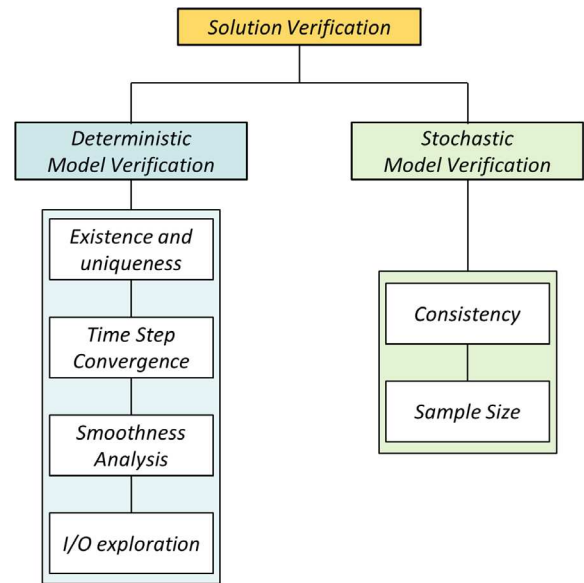 Solution Verification
Deterministic
Model Verification
Existence and
uniqueness
Time Step
Convergence
Smoothness
Analysis
I/O exploration
Stochastic
Model Verification
Consistency
Sample Size